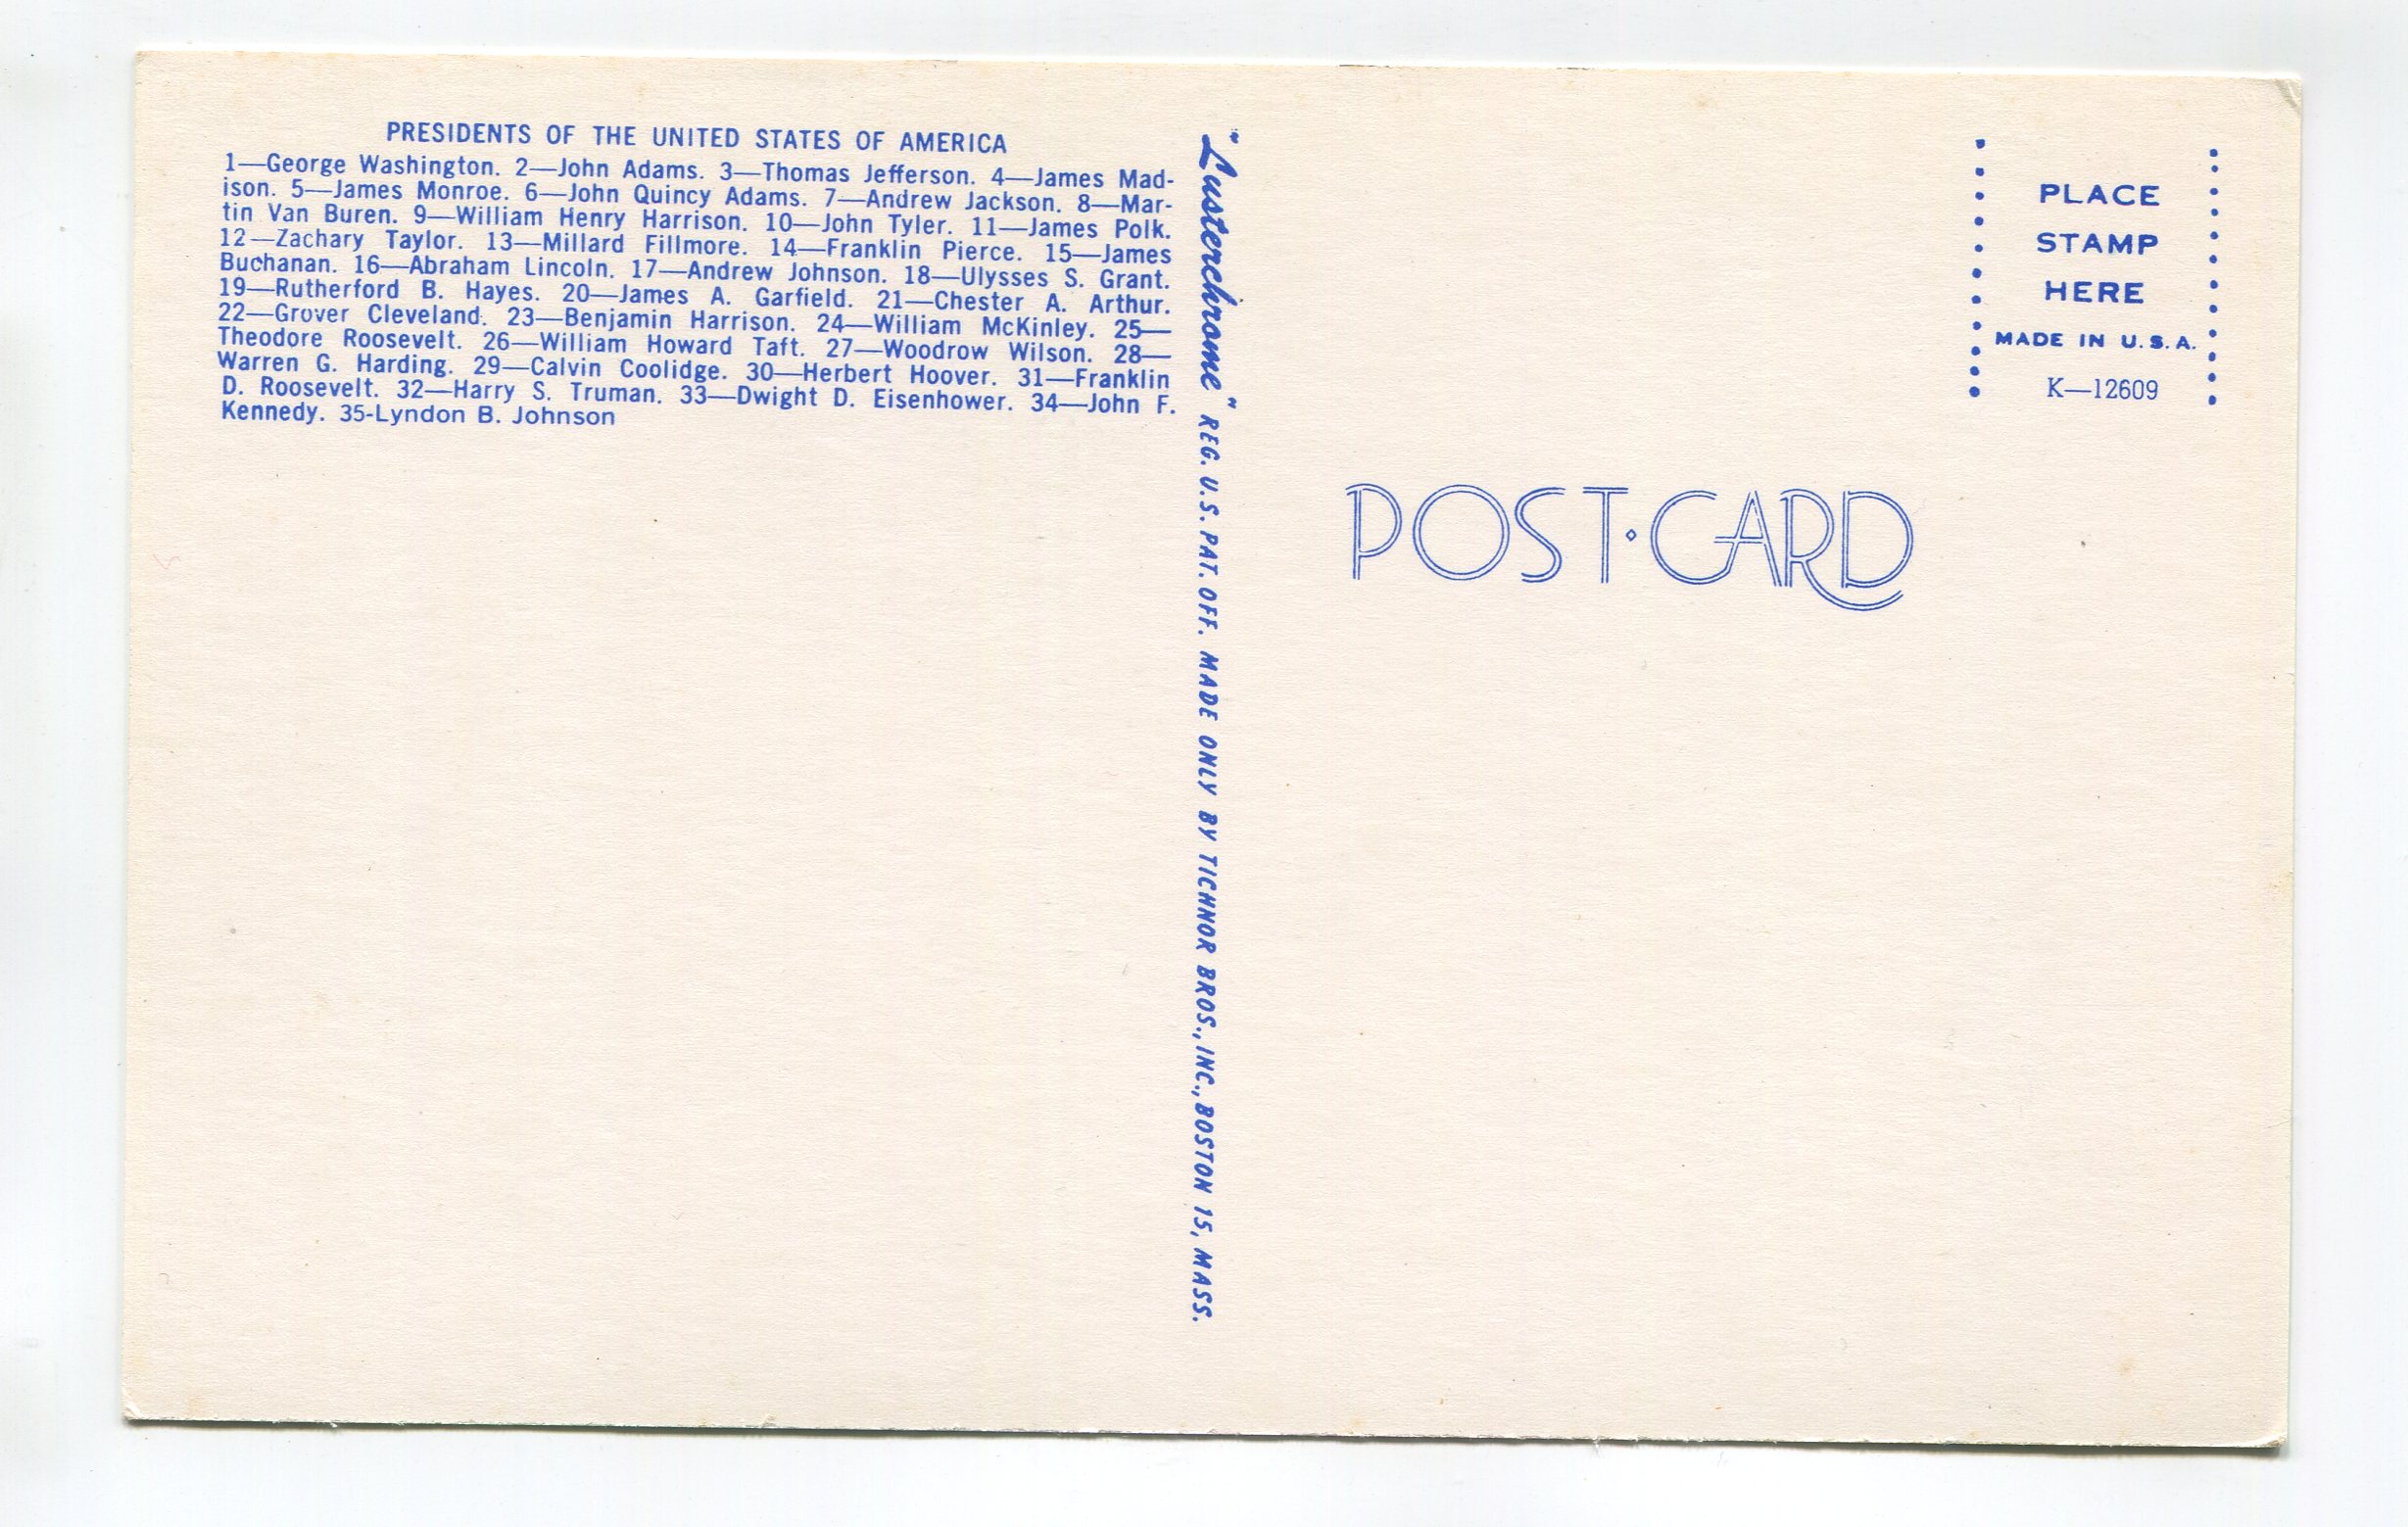 PRESIDENTS OF THE UNITED STATES OF AMERICA
1—George Washington. 2—John Adams. 3—Thomas Jefferson. 4—James Mad-
ison. 5—James Monroe. 6—John Quincy Adams. 7—Andrew Jackson. 8—Mar-
tin Van Buren. 9—William Henry Harrison. 10—John Tyler. 11—James Polk.
12—Zachary Taylor. 13—Millard Fillmore. 14—Franklin Pierce. 15—James
Buchanan. 16—Abraham Lincoln. 17—Andrew Johnson. 18—Ulysses S. Grant.
19—Rutherford B. Hayes. 20—James A. Garfield. 21—Chester A. Arthur.
22—Grover Cleveland. 23—Benjamin Harrison. 24—William McKinley. 25—
Theodore Roosevelt. 26—William Howard Taft. 27—Woodrow Wilson. 28—
Warren G. Harding. 29—Calvin Coolidge. 30—Herbert Hoover. 31—Franklin
D. Roosevelt. 32—Harry S. Truman. 33—Dwight D. Eisenhower. 34—John F.
Kennedy. 35-Lyndon B. Johnson
"Lusterchrome" REG. U.S. PAT. OFF. MADE ONLY BY TICHNOR BROS., INC., BOSTON 15, MASS.
PLACE
STAMP
HERE
MADE IN U.S.A.
K—12609
POST·CARD